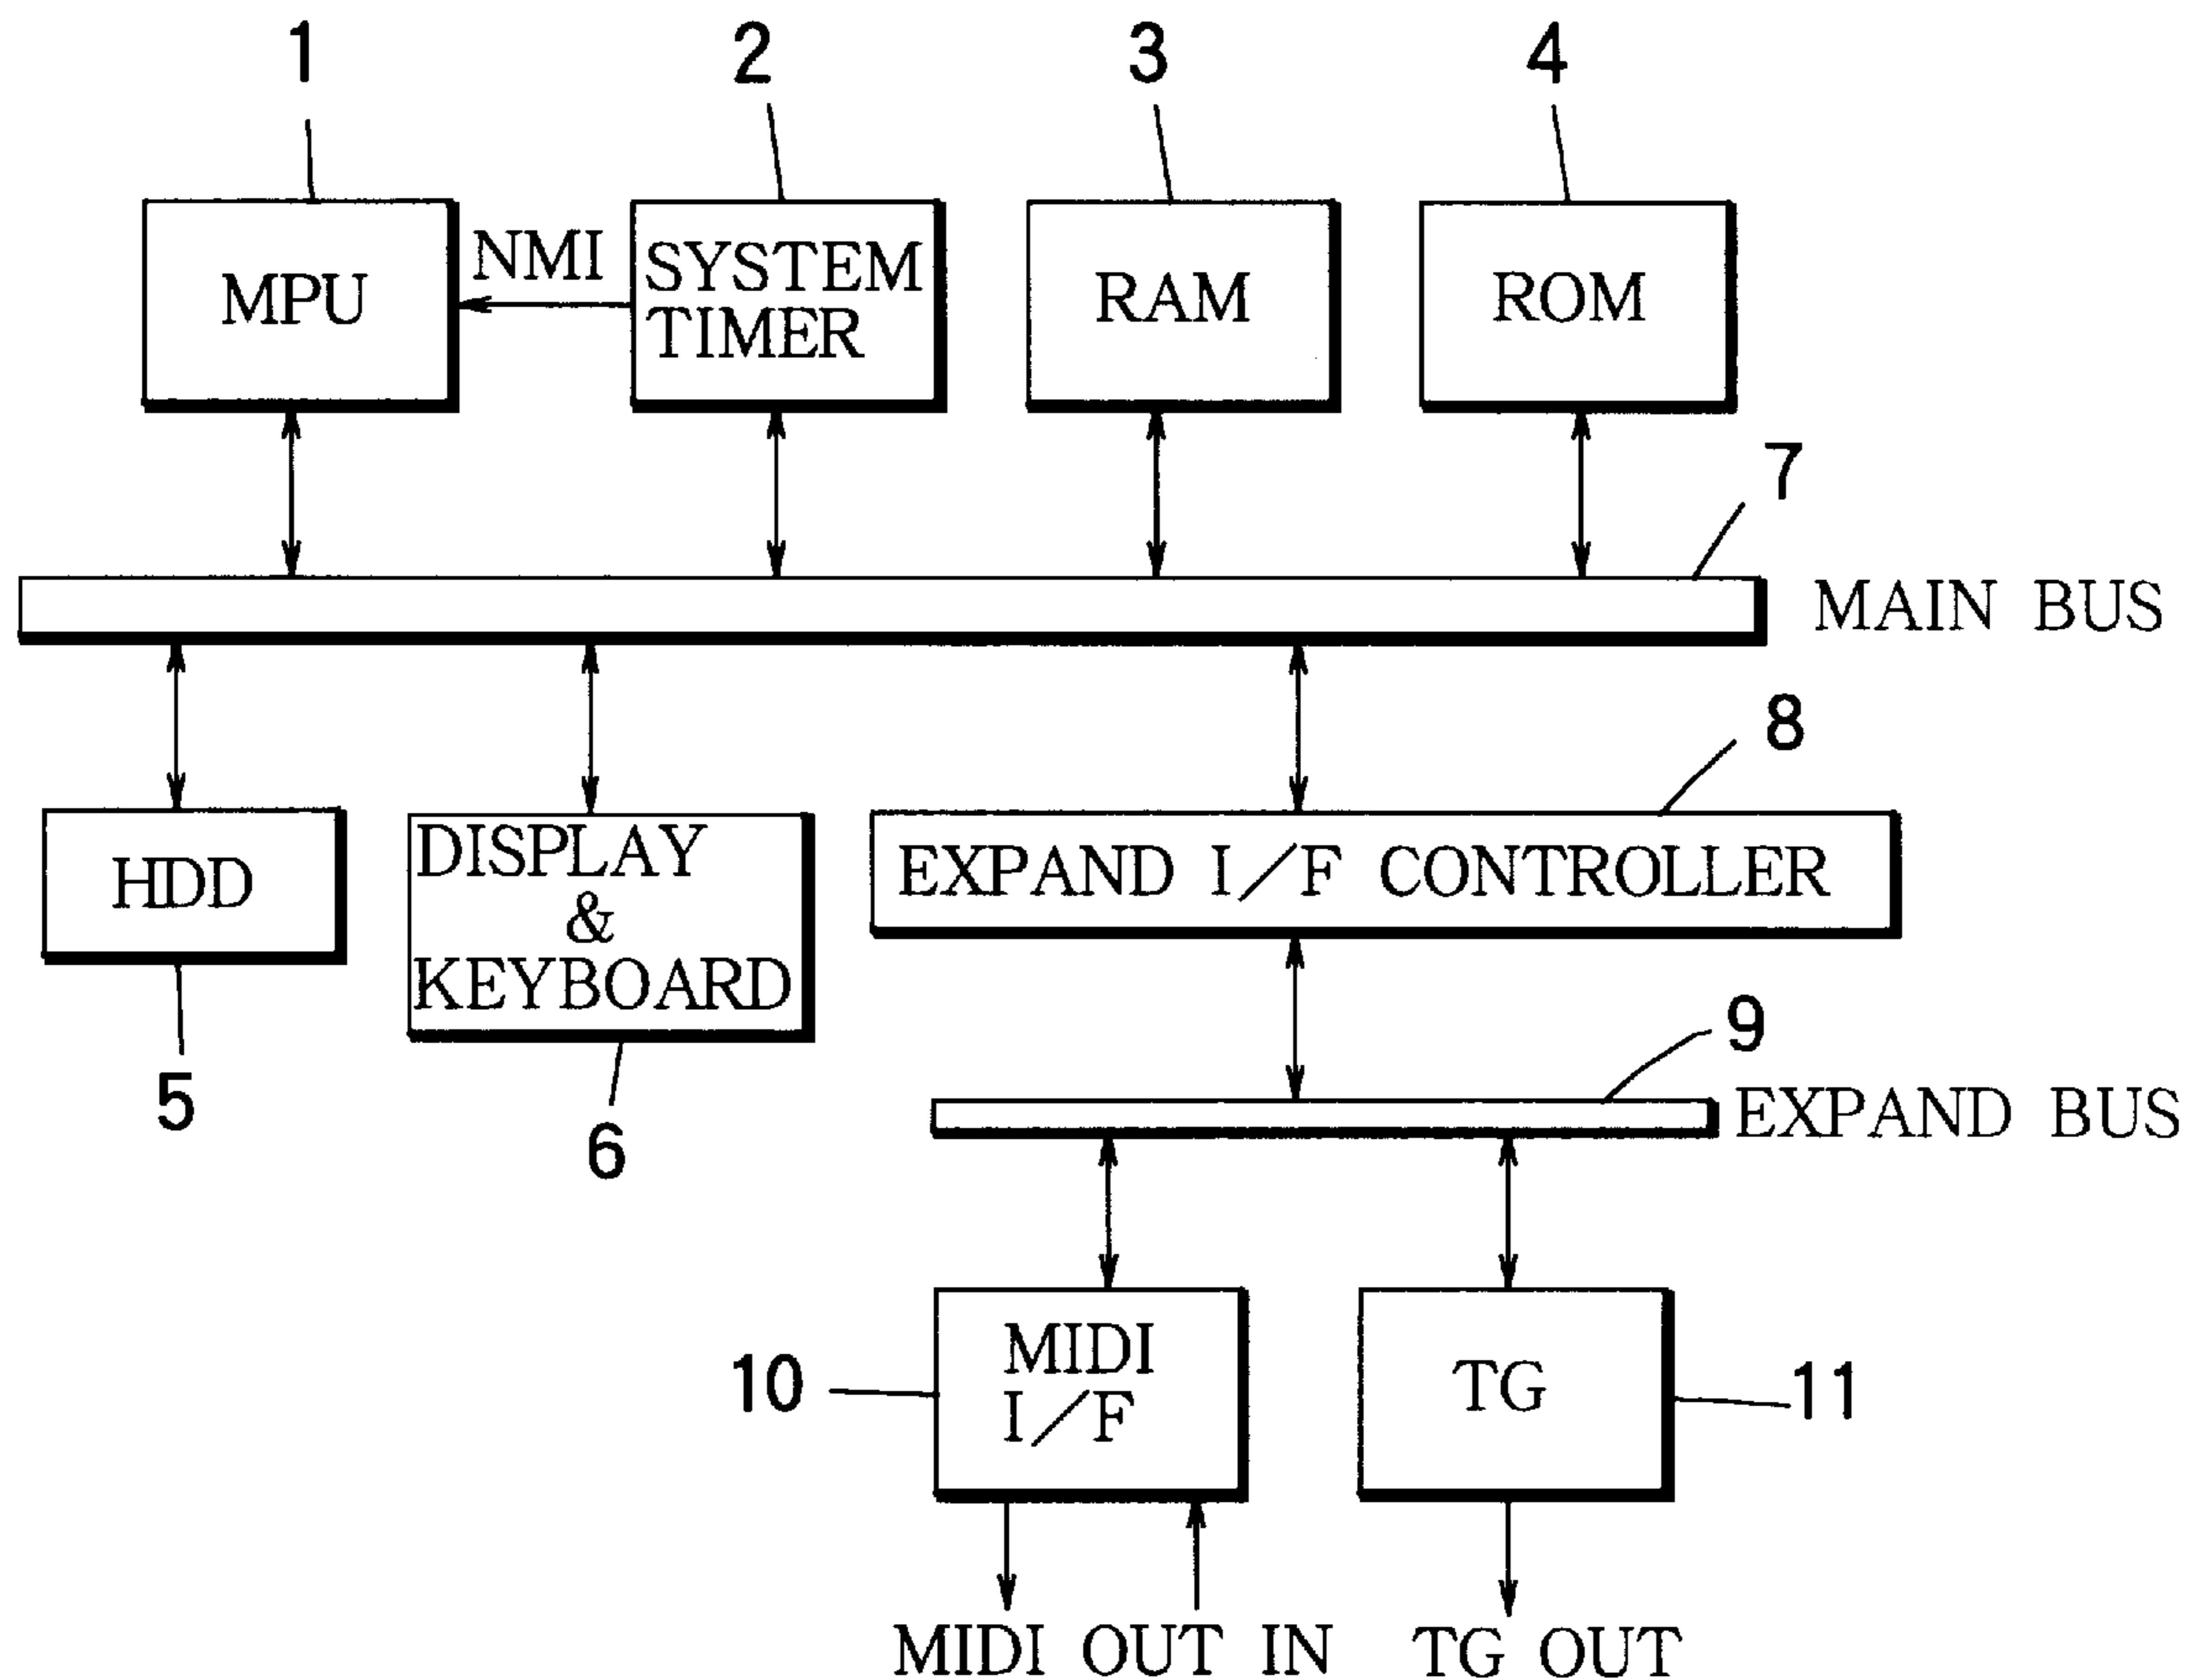 1
2
3
4
MPU
NMI
SYSTEM
TIMER
RAM
ROM
7
MAIN BUS
8
HDD
DISPLAY
&
KEYBOARD
EXPAND I/F CONTROLLER
5
6
9
EXPAND BUS
10
MIDI
I/F
TG
11
MIDI OUT IN
TG OUT